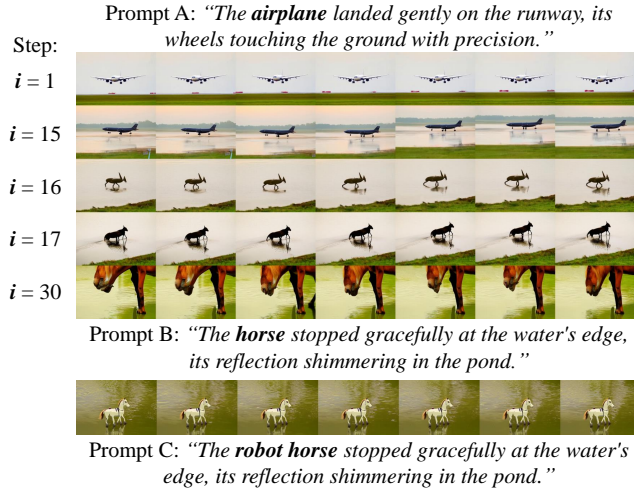 Prompt A: “The airplane landed gently on the runway, its
wheels touching the ground with precision.”
Step:
i = 1
i = 15
i = 16
i = 17
i = 30
Prompt B: “The horse stopped gracefully at the water's edge,
its reflection shimmering in the pond.”
Prompt C: “The robot horse stopped gracefully at the water's
edge, its reflection shimmering in the pond.”